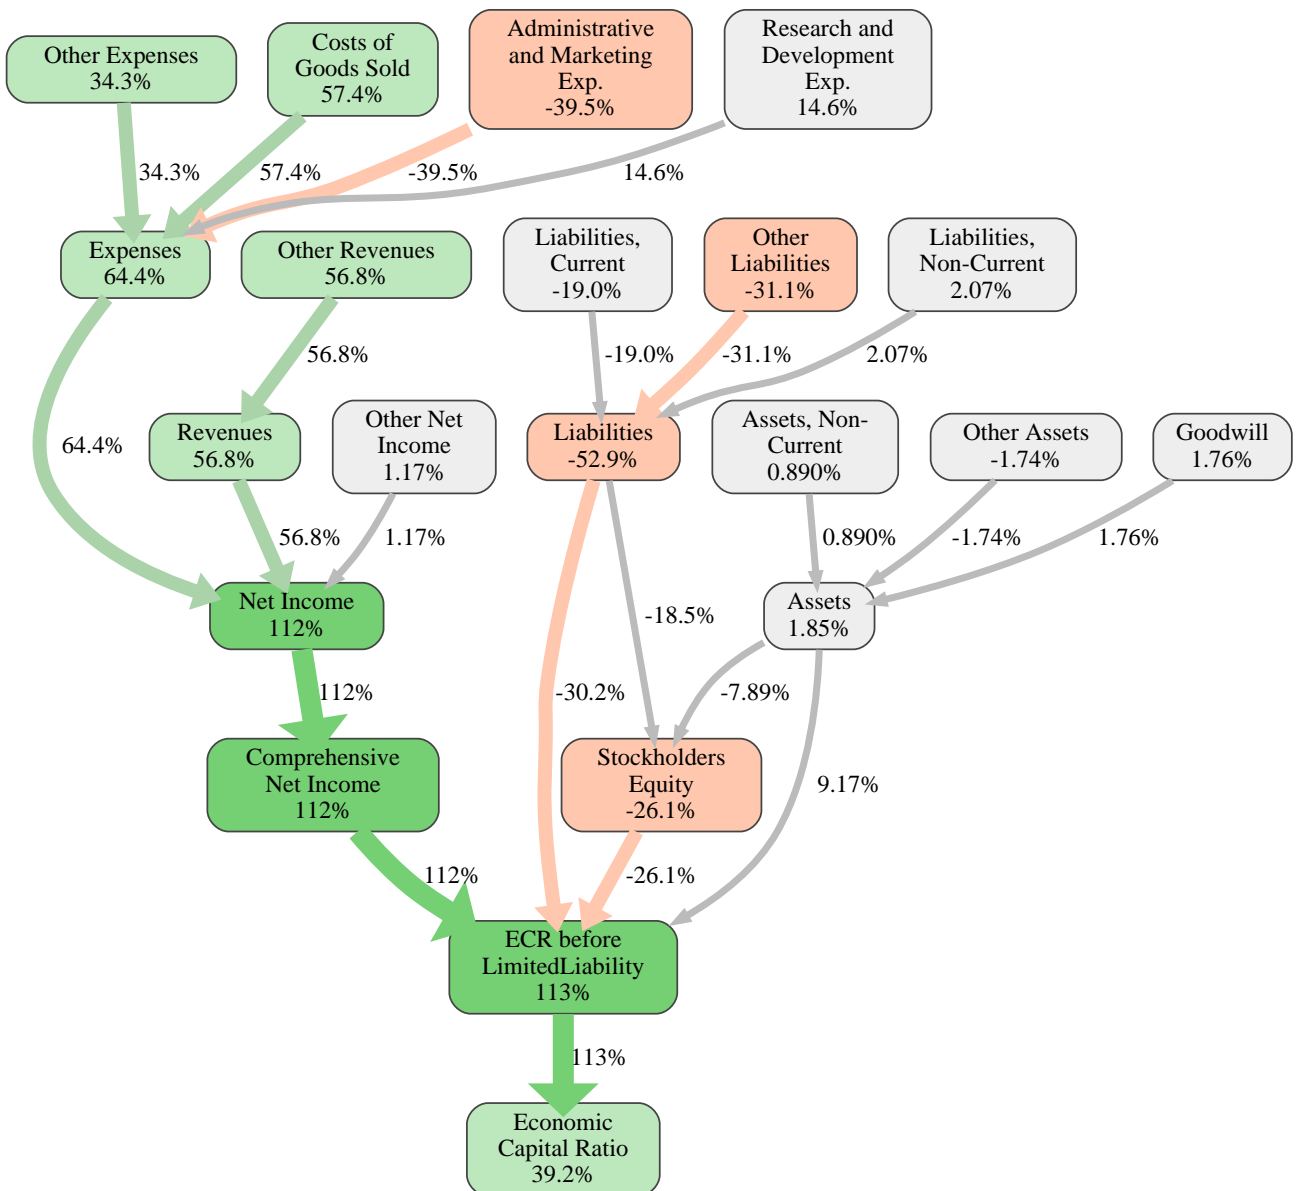 Other Expenses
34.3%
Costs of
Goods Sold
57.4%
Administrative
and Marketing
Exp.
-39.5%
Research and
Development
Exp.
14.6%
34.3%
57.4%
-39.5%
14.6%
Expenses
64.4%
Other Revenues
56.8%
Liabilities,
Current
-19.0%
Other
Liabilities
-31.1%
Liabilities,
Non-Current
2.07%
56.8%
-19.0%
-31.1%
2.07%
64.4%
Revenues
56.8%
Other Net
Income
1.17%
Liabilities
-52.9%
Assets, Non-
Current
0.890%
Other Assets
-1.74%
Goodwill
1.76%
56.8%
1.17%
0.890%
-1.74%
1.76%
Net Income
112%
Assets
1.85%
-18.5%
112%
-30.2%
-7.89%
Comprehensive
Net Income
112%
Stockholders
Equity
-26.1%
9.17%
112%
-26.1%
ECR before
LimitedLiability
113%
113%
Economic
Capital Ratio
39.2%